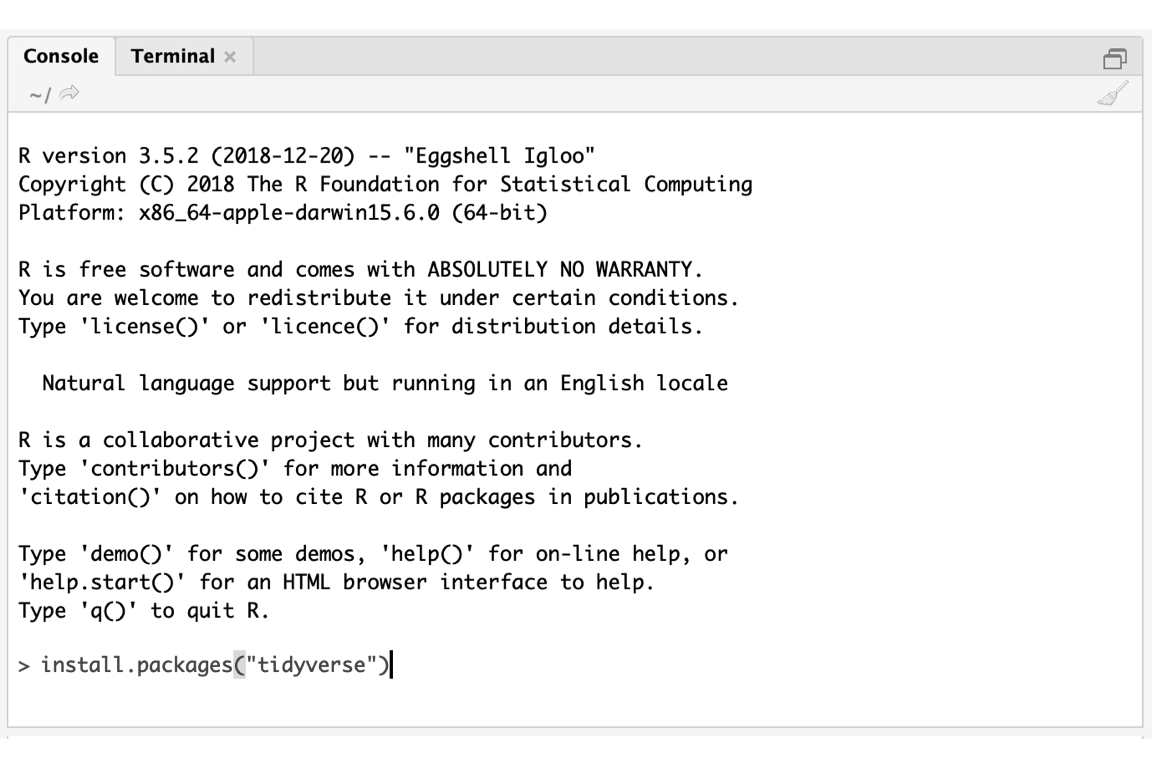 Console Terminal ×
~/
R version 3.5.2 (2018-12-20) -- "Eggshell Igloo"
Copyright (C) 2018 The R Foundation for Statistical Computing
Platform: x86_64-apple-darwin15.6.0 (64-bit)
R is free software and comes with ABSOLUTELY NO WARRANTY.
You are welcome to redistribute it under certain conditions.
Type 'license()' or 'licence()' for distribution details.
Natural language support but running in an English locale
R is a collaborative project with many contributors.
Type 'contributors()' for more information and
'citation()' on how to cite R or R packages in publications.
Type 'demo()' for some demos, 'help()' for on-line help, or
'help.start()' for an HTML browser interface to help.
Type 'q()' to quit R.
> install.packages("tidyverse")